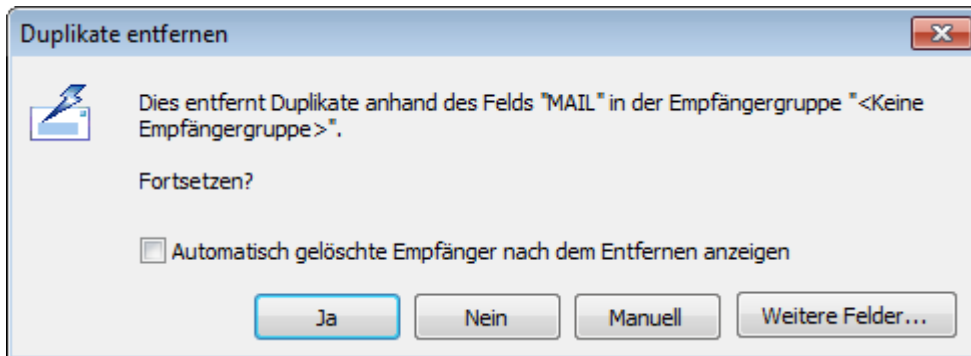 Duplikate entfernen
Dies entfernt Duplikate anhand des Felds "MAIL" in der Empfängergruppe "<Keine
Empfängergruppe>".
Fortsetzen?
Automatisch gelöschte Empfänger nach dem Entfernen anzeigen
Ja Nein Manuell Weitere Felder...